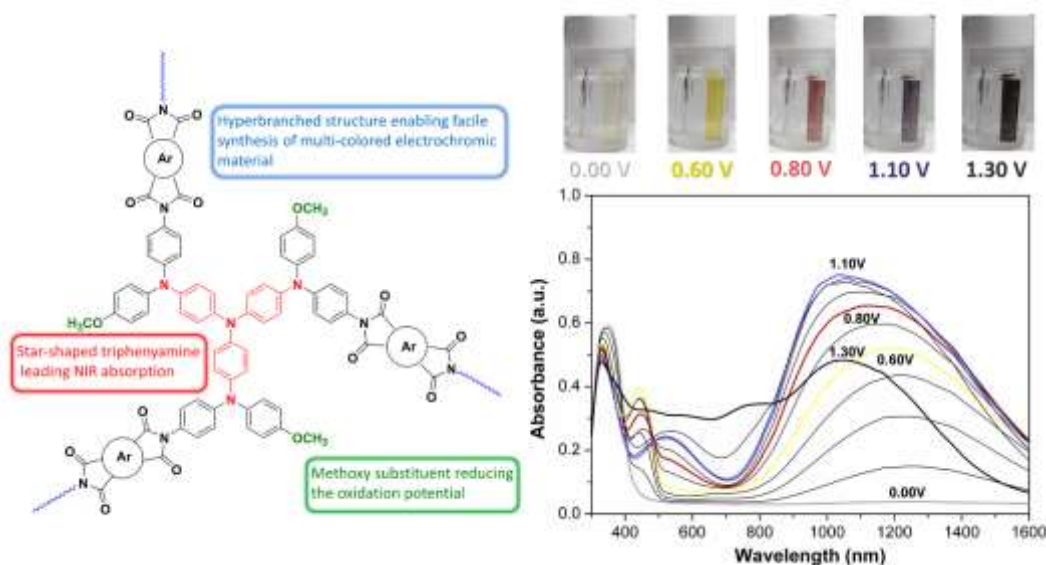 Hyperbranched structure enabling facile
synthesis of multi-colored electrochromic
material
O
N
O
Ar
O
N
O
OCH3
N
N
H3CO
N
O
N
O
Ar
O
N
O
Star-shaped triphenyamine
leading NIR absorption
N
OCH3
O
N
O
Ar
O
N
O
Methoxy substituent reducing
the oxidation potential
0.00 V
0.60 V
0.80 V
1.10 V
1.30 V
Absorbance (a.u.)
1.0
0.8
0.6
0.4
0.2
0.0
1.10V
0.80V
0.60V
1.30V
0.00V
400
600
800
1000
1200
1400
1600
Wavelength (nm)